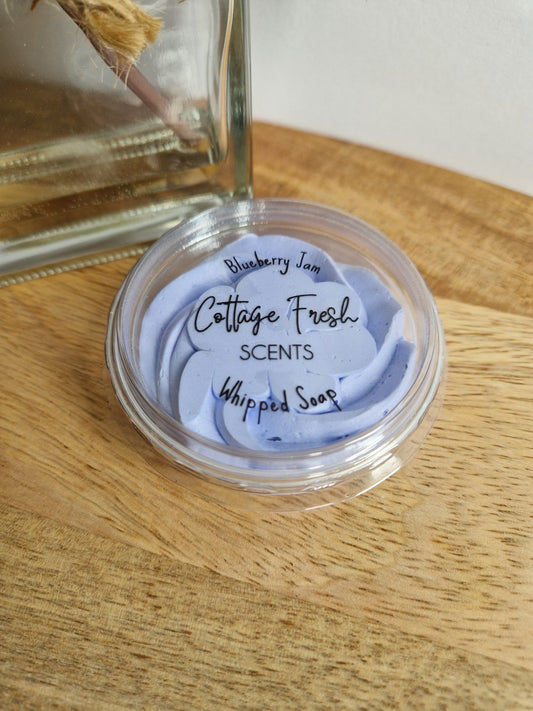 Blueberry Jam
Cottage Fresh
SCENTS
Whipped Soap